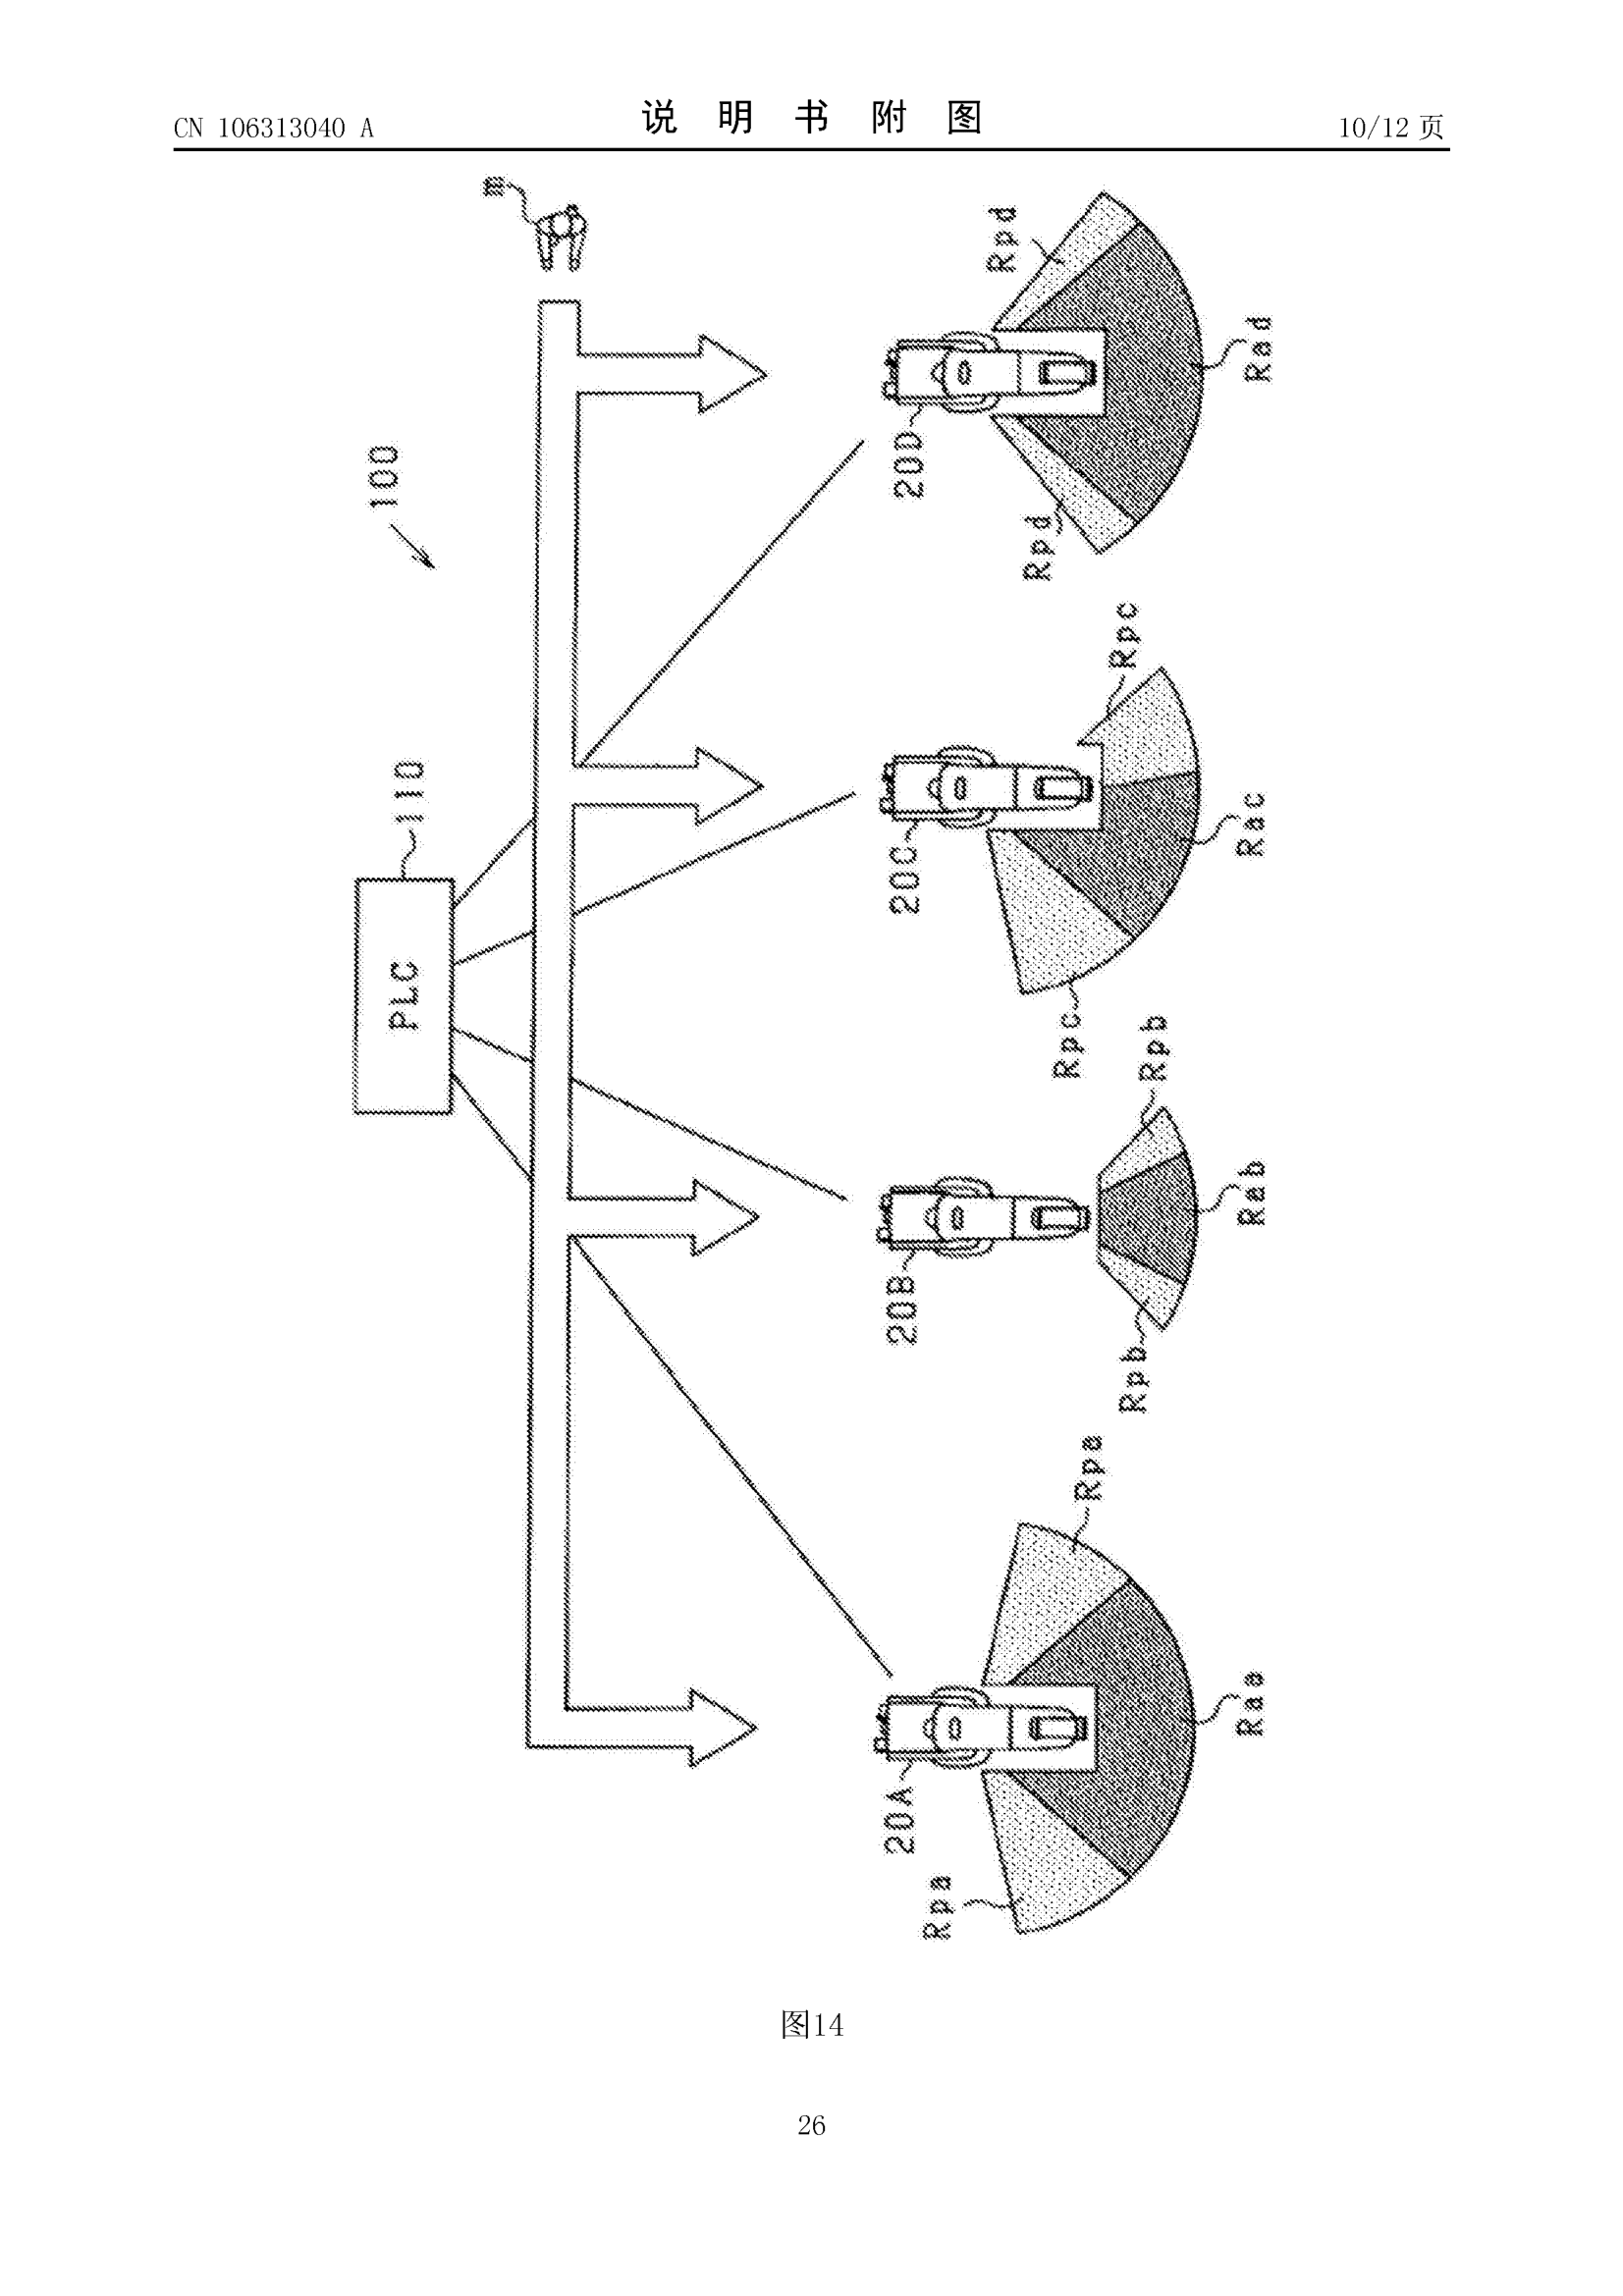 CN 106313040 A
说 明 书 附 图
10/12 页
m
100
110
PLC
20A
Rpa
Rpa
Raa
20B
Rpb
Rpb
Rab
20C
Rpc
Rpc
Rac
20D
Rpd
Rpd
Rad
图14
26